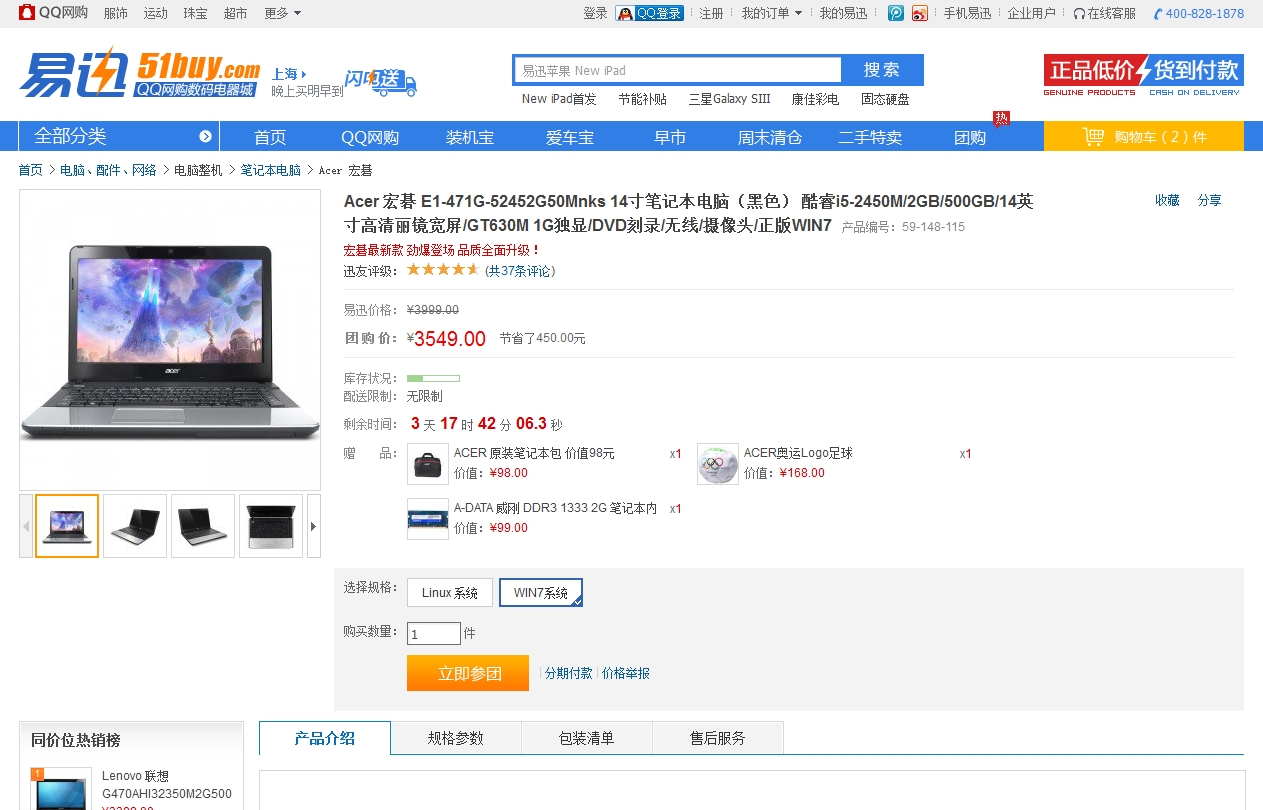 QQ网购 服饰 运动 珠宝 超市 更多 登录 QQ登录 注册 我的订单 我的易迅 手机易迅 企业用户 在线客服 400-828-1878
易迅 51buy.com
QQ网购数码电器城
上海
晚上买明早到
闪电送
易迅苹果 New iPad 搜索
New iPad首发 节能补贴 三星Galaxy SIII 康佳彩电 固态硬盘
正品低价 货到付款
GENUINE PRODUCTS CASH ON DELIVERY
热
全部分类 首页 QQ网购 装机宝 爱车宝 早市 周末清仓 二手特卖 团购 购物车（2）件
首页 > 电脑、配件、网络 > 电脑整机 > 笔记本电脑 > Acer 宏碁
Acer 宏碁 E1-471G-52452G50Mnks 14寸笔记本电脑（黑色） 酷睿i5-2450M/2GB/500GB/14英
寸高清丽镜宽屏/GT630M 1G独显/DVD刻录/无线/摄像头/正版WIN7 产品编号：59-148-115
收藏 分享
宏碁最新款 劲爆登场 品质全面升级！
迅友评级： (共37条评论)
易迅价格： ¥3999.00
团 购 价： ¥3549.00 节省了450.00元
库存状况：
配送限制： 无限制
剩余时间： 3 天 17 时 42 分 06.3 秒
赠 品： ACER 原装笔记本包 价值98元 x1
价值：¥98.00
ACER奥运Logo足球 x1
价值：¥168.00
A-DATA 威刚 DDR3 1333 2G 笔记本内 x1
价值：¥99.00
acer
选择规格： Linux 系统 WIN7系统
购买数量： 1 件
立即参团 分期付款 价格举报
同价位热销榜
1
Lenovo 联想
G470AHI32350M2G500
产品介绍 规格参数 包装清单 售后服务